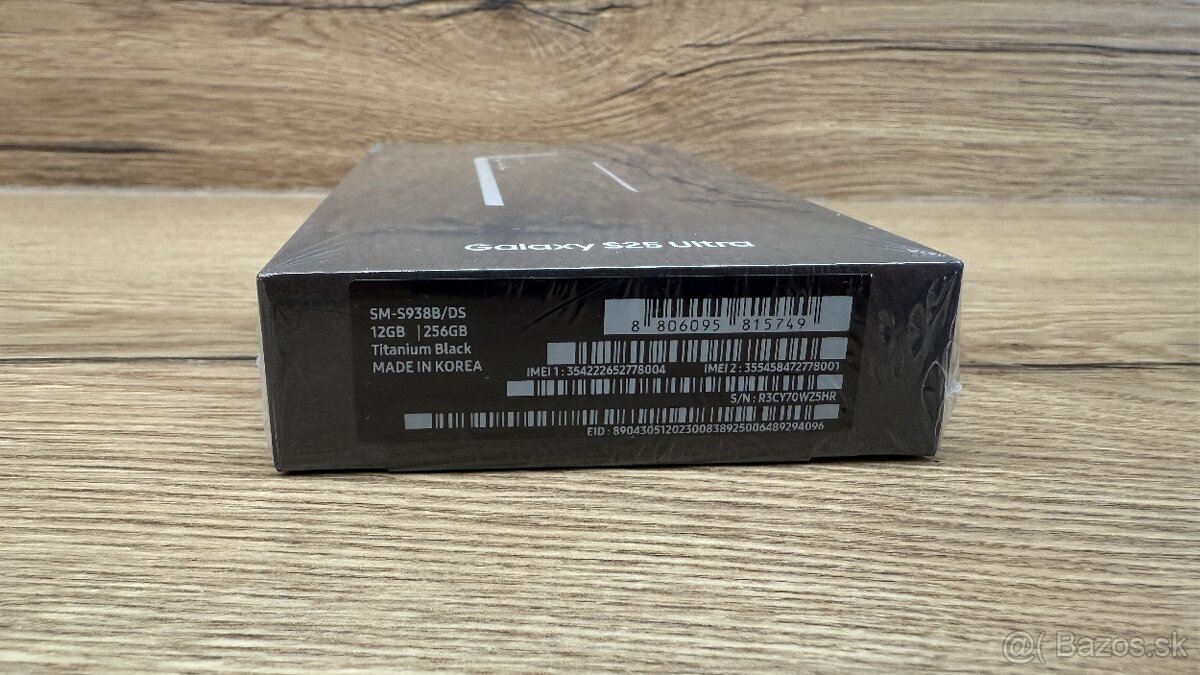 Galaxy S25 Ultra
SM-S938B/DS
12GB | 256GB
Titanium Black
MADE IN KOREA
8 806095 815749
IMEI 1 : 354222652778004 IMEI 2 : 355458472778001
S/N : R3CY70WZ5HR
EID : 89043051202300838925006489294096
@( Bazos.sk